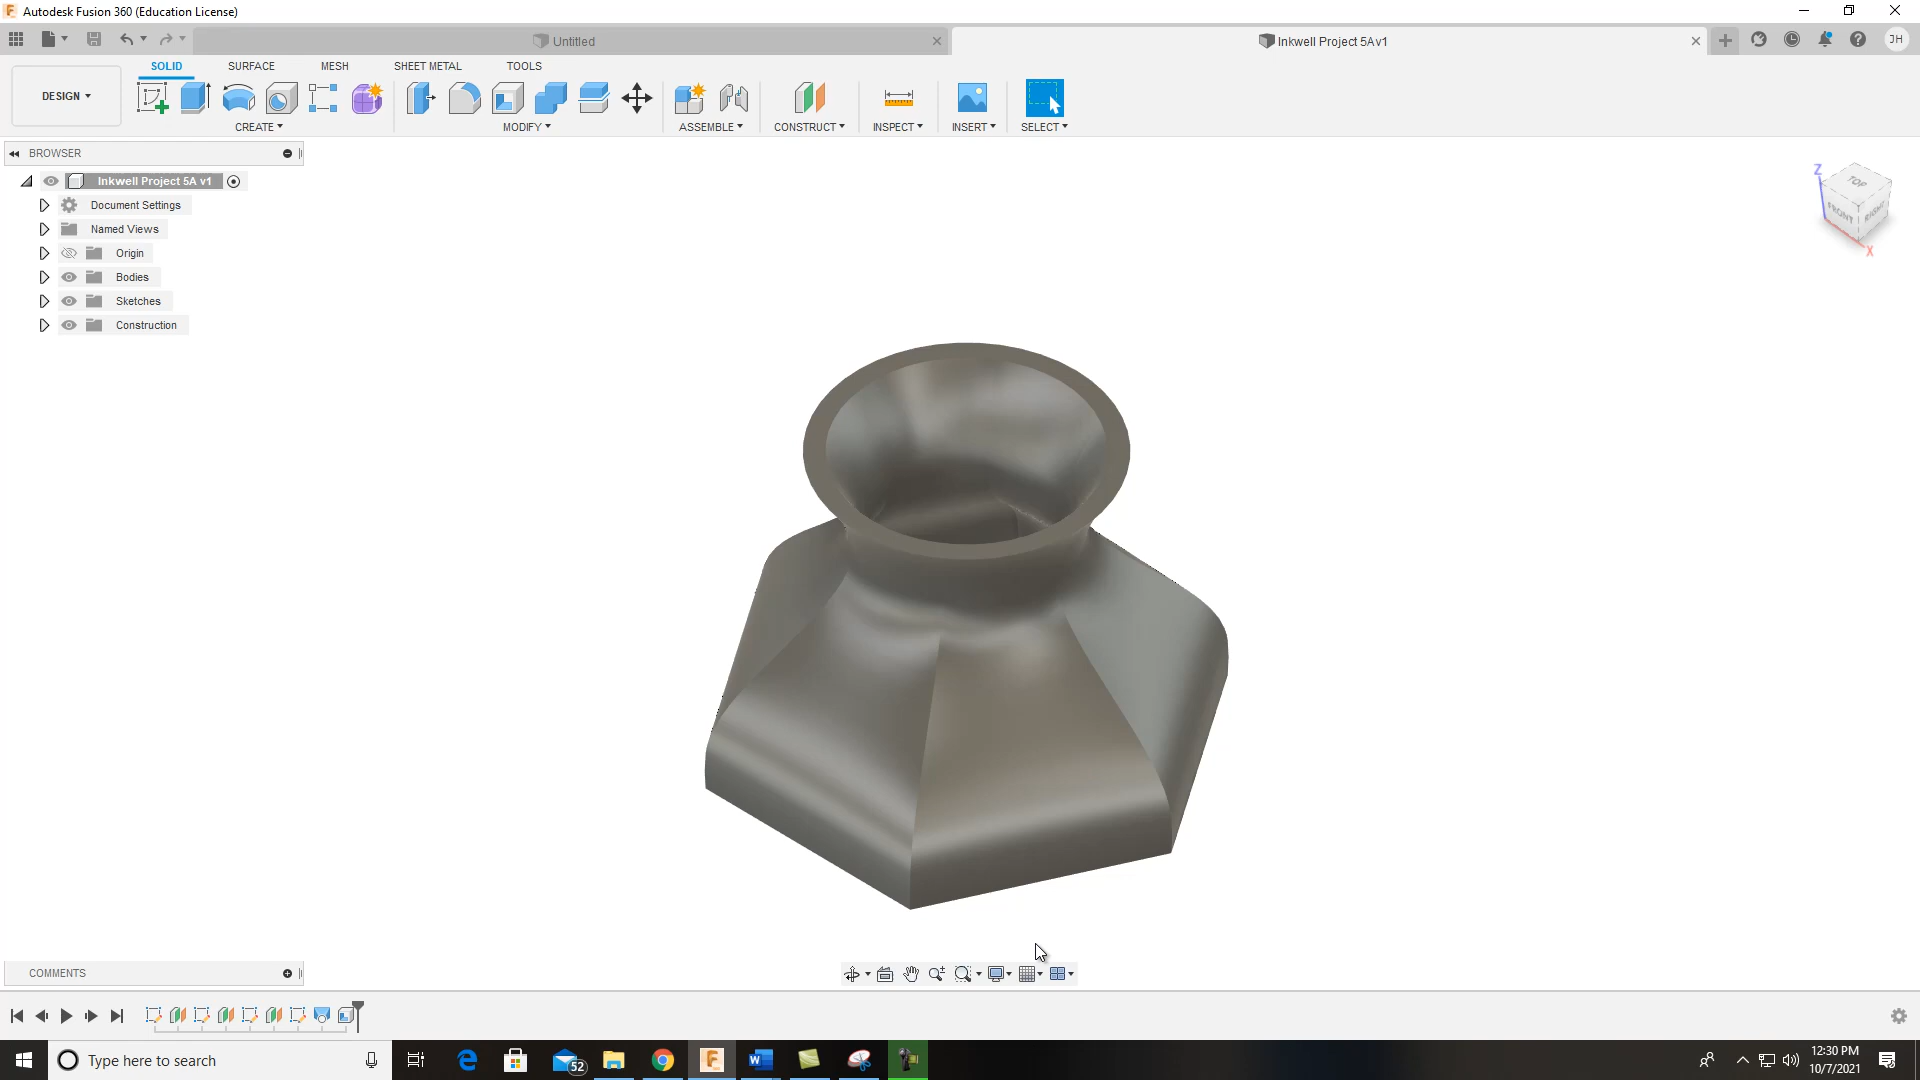 Autodesk Fusion 360 (Education License)
Untitled
Inkwell Project 5A v1
JH
DESIGN
SOLID
SURFACE
MESH
SHEET METAL
TOOLS
CREATE
MODIFY
ASSEMBLE
CONSTRUCT
INSPECT
INSERT
SELECT
BROWSER
Inkwell Project 5A v1
Document Settings
Named Views
Origin
Bodies
Sketches
Construction
Z
TOP
FRONT
RIGHT
X
COMMENTS
Type here to search
52
12:30 PM
10/7/2021